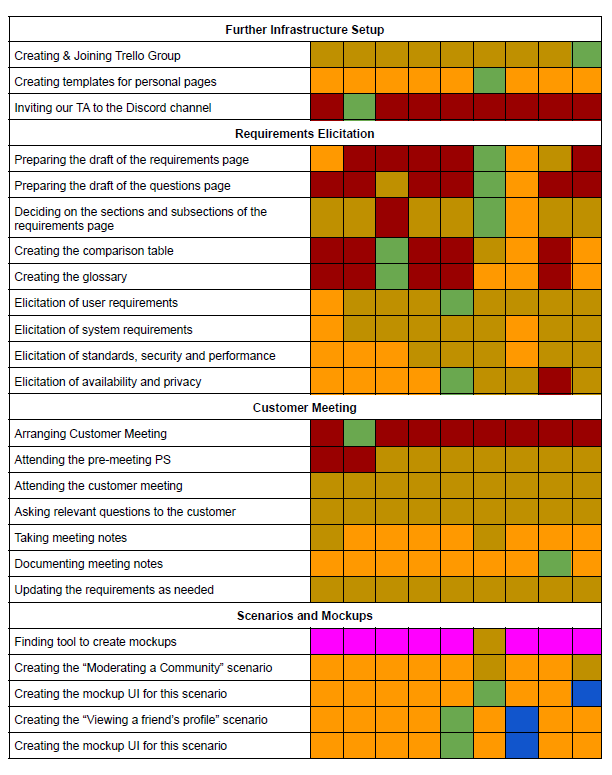 Further Infrastructure Setup
Creating & Joining Trello Group
Creating templates for personal pages
Inviting our TA to the Discord channel
Requirements Elicitation
Preparing the draft of the requirements page
Preparing the draft of the questions page
Deciding on the sections and subsections of the
requirements page
Creating the comparison table
Creating the glossary
Elicitation of user requirements
Elicitation of system requirements
Elicitation of standards, security and performance
Elicitation of availability and privacy
Customer Meeting
Arranging Customer Meeting
Attending the pre-meeting PS
Attending the customer meeting
Asking relevant questions to the customer
Taking meeting notes
Documenting meeting notes
Updating the requirements as needed
Scenarios and Mockups
Finding tool to create mockups
Creating the “Moderating a Community” scenario
Creating the mockup UI for this scenario
Creating the “Viewing a friend’s profile” scenario
Creating the mockup UI for this scenario